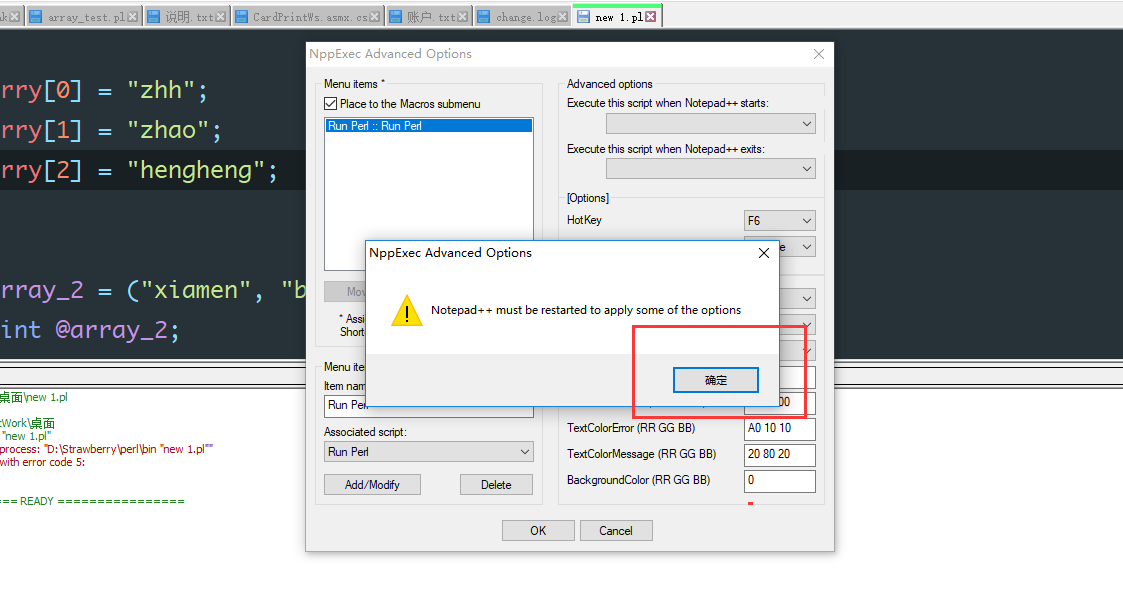 array_test.pl
说明.txt
CardPrintWs.asmx.cs
账户.txt
change.log
new 1.pl
rry[0] = "zhh";
rry[1] = "zhao";
rry[2] = "hengheng";
rray_2 = ("xiamen", "b
int @array_2;
NppExec Advanced Options
Menu items *
Place to the Macros submenu
Run Perl :: Run Perl
Mov
* Assi
Short
Menu ite
Item nam
Run Perl
Associated script:
Run Perl
Add/Modify
Delete
Advanced options
Execute this script when Notepad++ starts:
Execute this script when Notepad++ exits:
[Options]
HotKey
F6
e
00
TextColorError (RR GG BB)
A0 10 10
TextColorMessage (RR GG BB)
20 80 20
BackgroundColor (RR GG BB)
0
OK
Cancel
NppExec Advanced Options
Notepad++ must be restarted to apply some of the options
确定
桌面\new 1.pl
tWork\桌面
"new 1.pl"
process: "D:\Strawberry\perl\bin "new 1.pl""
with error code 5:
== READY ================